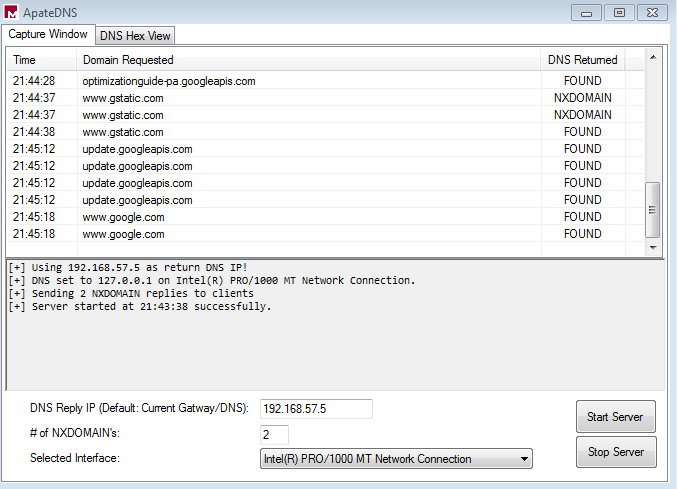 ApateDNS
Capture Window DNS Hex View
Time Domain Requested DNS Returned
21:44:28 optimizationguide-pa.googleapis.com FOUND
21:44:37 www.gstatic.com NXDOMAIN
21:44:37 www.gstatic.com NXDOMAIN
21:44:38 www.gstatic.com FOUND
21:45:12 update.googleapis.com FOUND
21:45:12 update.googleapis.com FOUND
21:45:12 update.googleapis.com FOUND
21:45:12 update.googleapis.com FOUND
21:45:18 www.google.com FOUND
21:45:18 www.google.com FOUND
[+] Using 192.168.57.5 as return DNS IP!
[+] DNS set to 127.0.0.1 on Intel(R) PRO/1000 MT Network Connection.
[+] Sending 2 NXDOMAIN replies to clients
[+] Server started at 21:43:38 successfully.
DNS Reply IP (Default: Current Gatway/DNS): 192.168.57.5
# of NXDOMAIN's: 2
Selected Interface: Intel(R) PRO/1000 MT Network Connection
Start Server
Stop Server